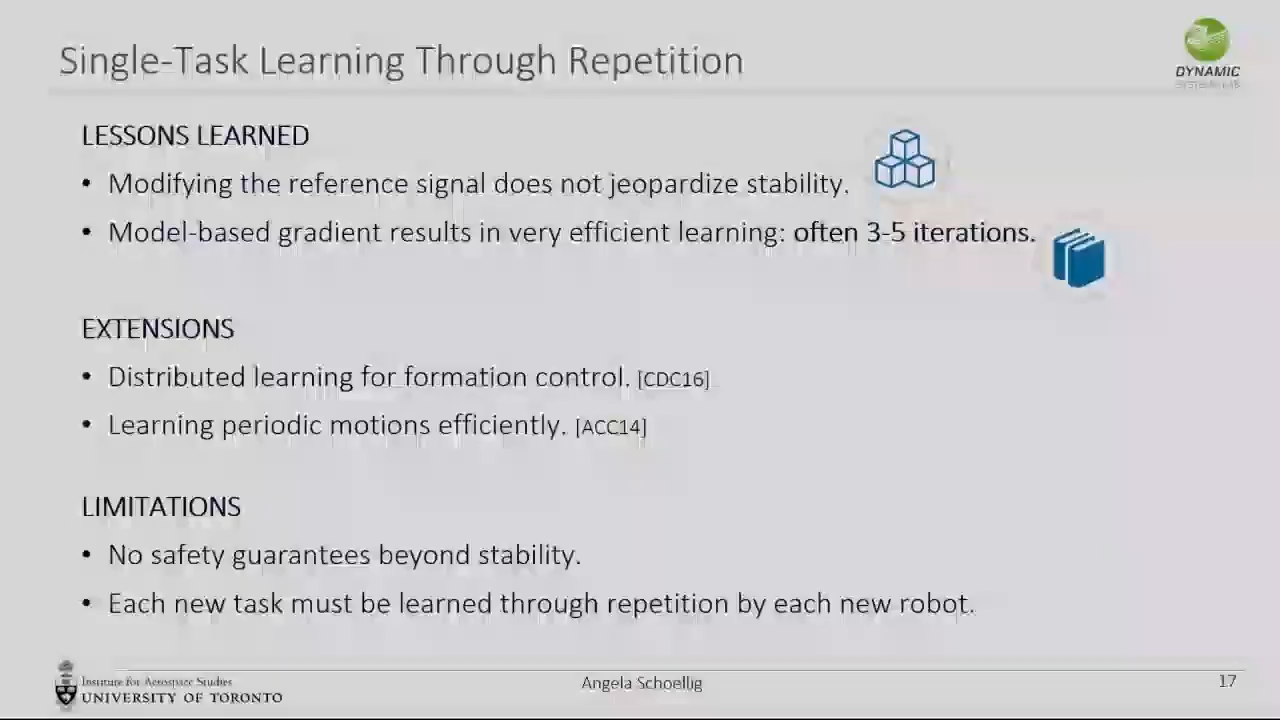 Single-Task Learning Through Repetition
DYNAMIC
SYSTEMS LAB
LESSONS LEARNED
• Modifying the reference signal does not jeopardize stability.
• Model-based gradient results in very efficient learning: often 3-5 iterations.
EXTENSIONS
• Distributed learning for formation control. [CDC16]
• Learning periodic motions efficiently. [ACC14]
LIMITATIONS
• No safety guarantees beyond stability.
• Each new task must be learned through repetition by each new robot.
Institute for Aerospace Studies
UNIVERSITY OF TORONTO
Angela Schoellig
17